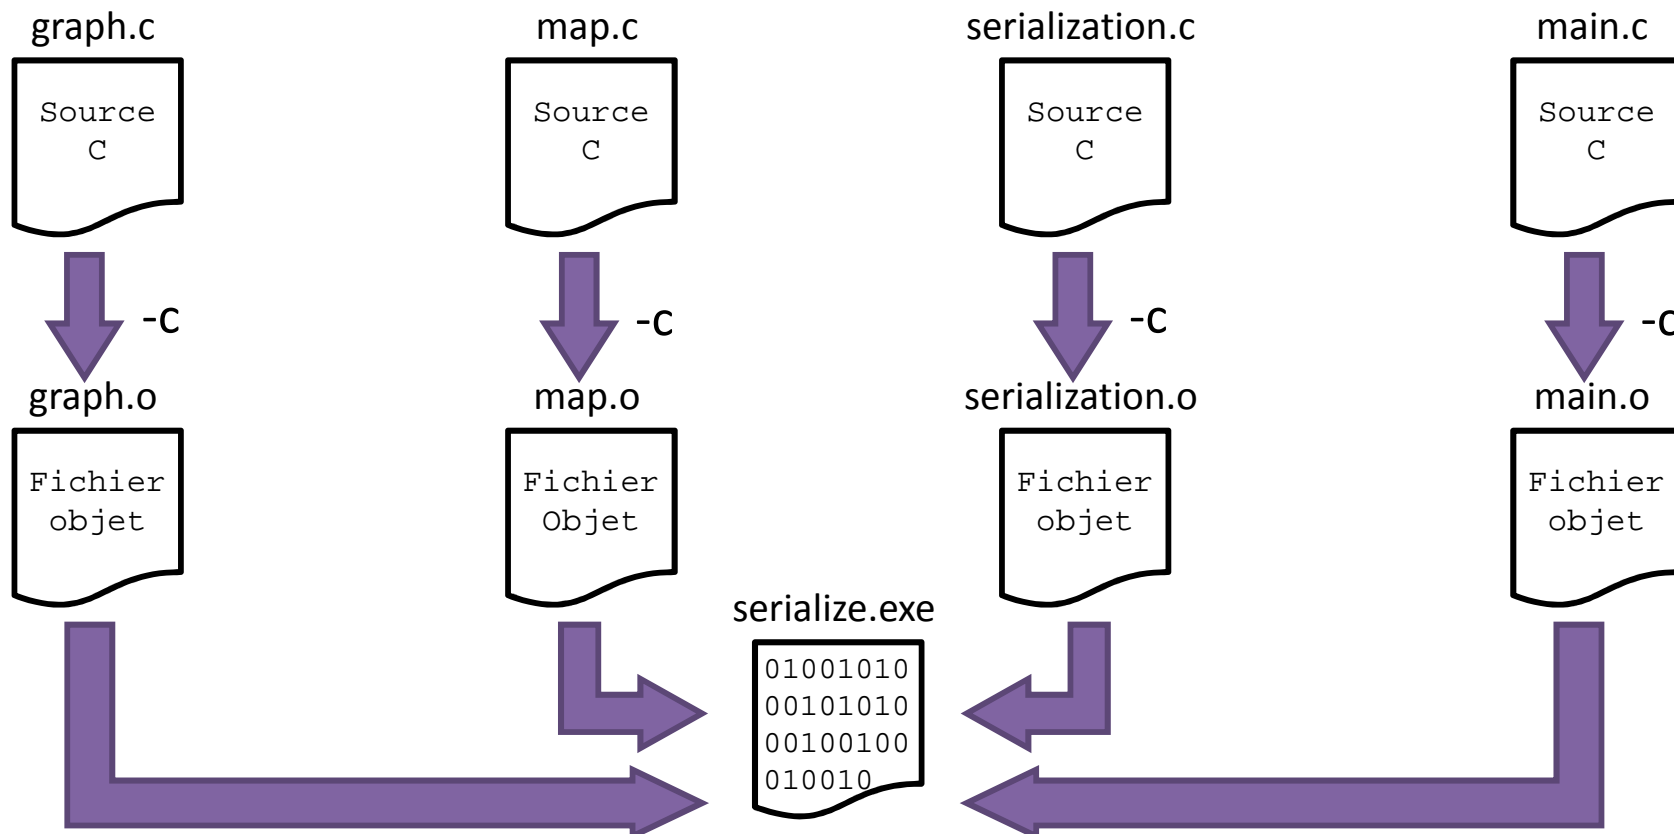 graph.c
map.c
serialization.c
main.c
Source
C
Source
C
Source
C
Source
C
-c
-c
-c
-c
graph.o
map.o
serialization.o
main.o
Fichier
objet
Fichier
Objet
Fichier
objet
Fichier
objet
serialize.exe
01001010
00101010
00100100
010010